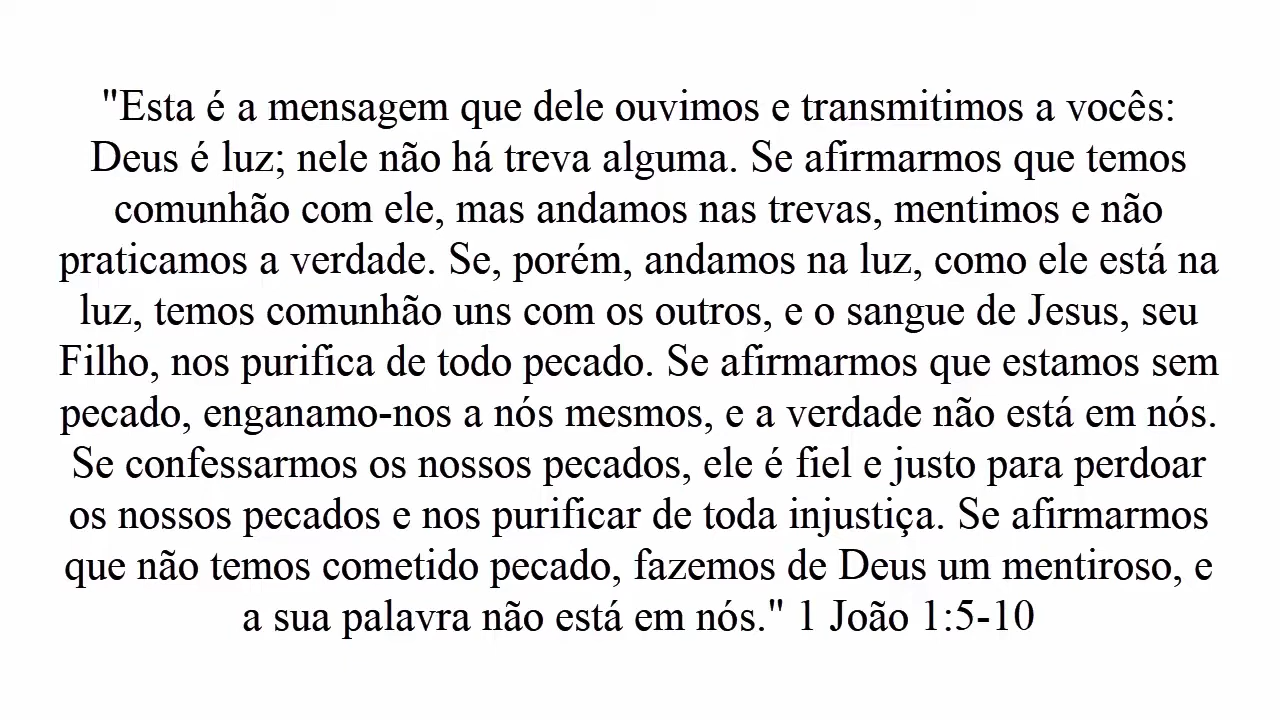 "Esta é a mensagem que dele ouvimos e transmitimos a vocês:
Deus é luz; nele não há treva alguma. Se afirmarmos que temos
comunhão com ele, mas andamos nas trevas, mentimos e não
praticamos a verdade. Se, porém, andamos na luz, como ele está na
luz, temos comunhão uns com os outros, e o sangue de Jesus, seu
Filho, nos purifica de todo pecado. Se afirmarmos que estamos sem
pecado, enganamo-nos a nós mesmos, e a verdade não está em nós.
Se confessarmos os nossos pecados, ele é fiel e justo para perdoar
os nossos pecados e nos purificar de toda injustiça. Se afirmarmos
que não temos cometido pecado, fazemos de Deus um mentiroso, e
a sua palavra não está em nós." 1 João 1:5-10